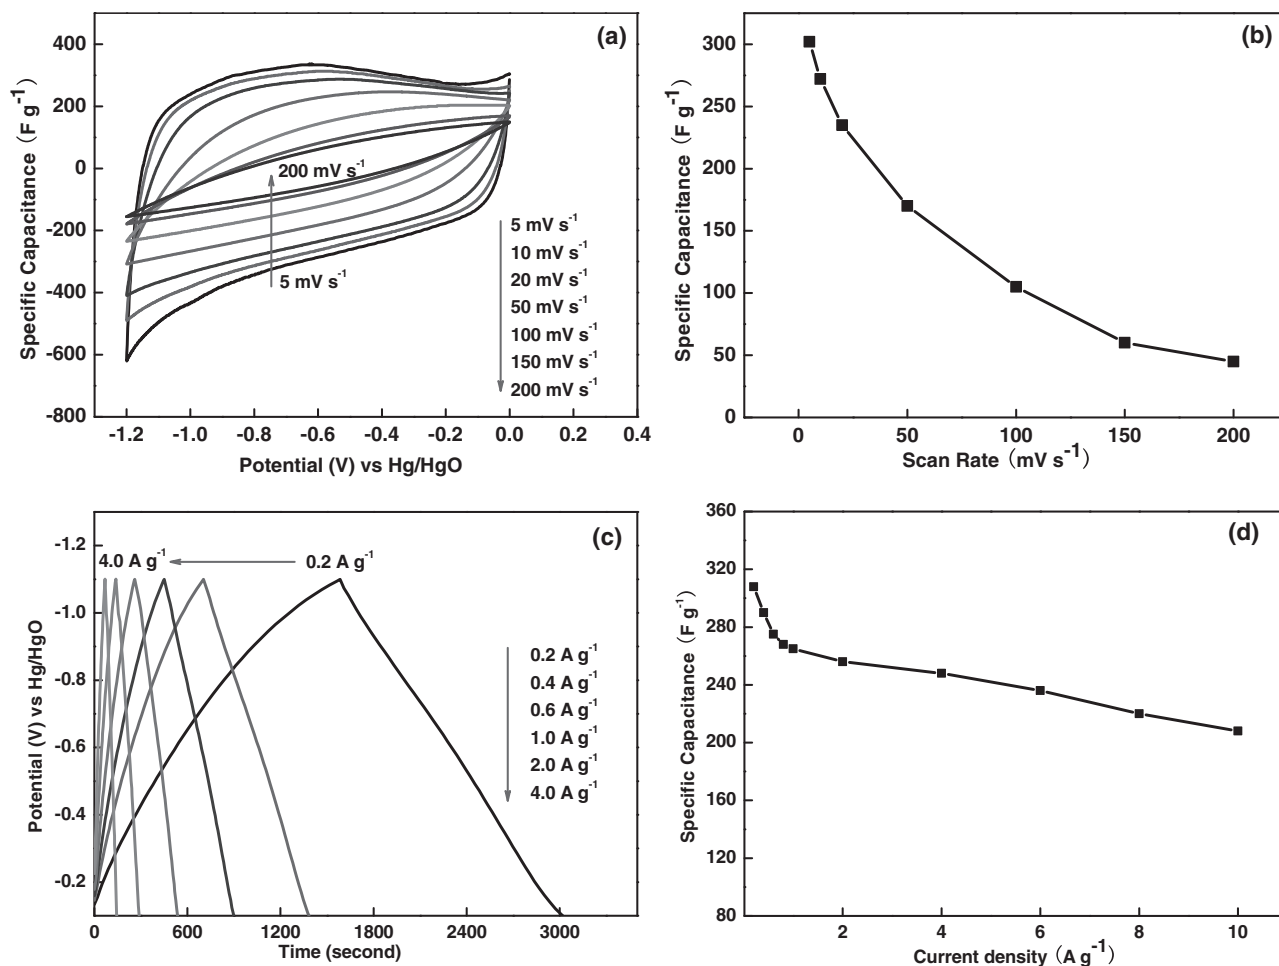 (a)
400
200
0
-200
-400
-600
-800
Specific Capacitance (F g-1)
200 mV s-1
5 mV s-1
5 mV s-1
10 mV s-1
20 mV s-1
50 mV s-1
100 mV s-1
150 mV s-1
200 mV s-1
-1.2 -1.0 -0.8 -0.6 -0.4 -0.2 0.0 0.2 0.4
Potential (V) vs Hg/HgO
(b)
300
250
200
150
100
50
0
Specific Capacitance (F g-1)
0 50 100 150 200
Scan Rate (mV s-1)
(c)
-1.2
-1.0
-0.8
-0.6
-0.4
-0.2
Potential (V) vs Hg/HgO
4.0 A g-1 0.2 A g-1
0.2 A g-1
0.4 A g-1
0.6 A g-1
1.0 A g-1
2.0 A g-1
4.0 A g-1
0 600 1200 1800 2400 3000
Time (second)
(d)
360
320
280
240
200
160
120
80
Specific Capacitance (F g-1)
2 4 6 8 10
Current density (A g-1)